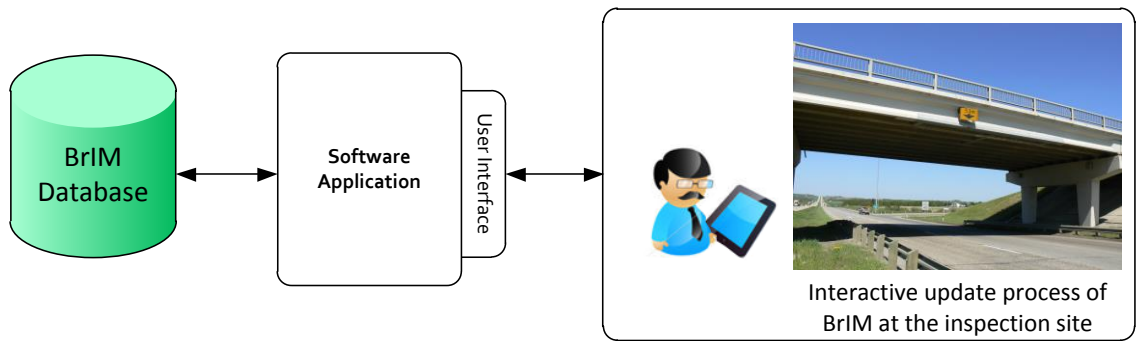 BrIM
Database
Software
Application
User Interface
Interactive update process of
BrIM at the inspection site